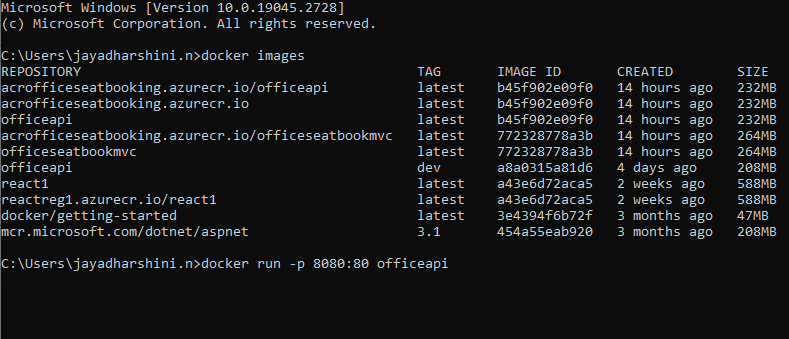 Microsoft Windows [Version 10.0.19045.2728]
(c) Microsoft Corporation. All rights reserved.
C:\Users\jayadharshini.n>docker images
REPOSITORY TAG IMAGE ID CREATED SIZE
acrofficeseatbooking.azurecr.io/officeapi latest b45f902e09f0 14 hours ago 232MB
acrofficeseatbooking.azurecr.io latest b45f902e09f0 14 hours ago 232MB
officeapi latest b45f902e09f0 14 hours ago 232MB
acrofficeseatbooking.azurecr.io/officeseatbookmvc latest 772328778a3b 14 hours ago 264MB
officeseatbookmvc latest 772328778a3b 14 hours ago 264MB
officeapi dev a8a0315a81d6 4 days ago 208MB
react1 latest a43e6d72aca5 2 weeks ago 588MB
reactreg1.azurecr.io/react1 latest a43e6d72aca5 2 weeks ago 588MB
docker/getting-started latest 3e4394f6b72f 3 months ago 47MB
mcr.microsoft.com/dotnet/aspnet 3.1 454a55eab920 3 months ago 208MB
C:\Users\jayadharshini.n>docker run -p 8080:80 officeapi